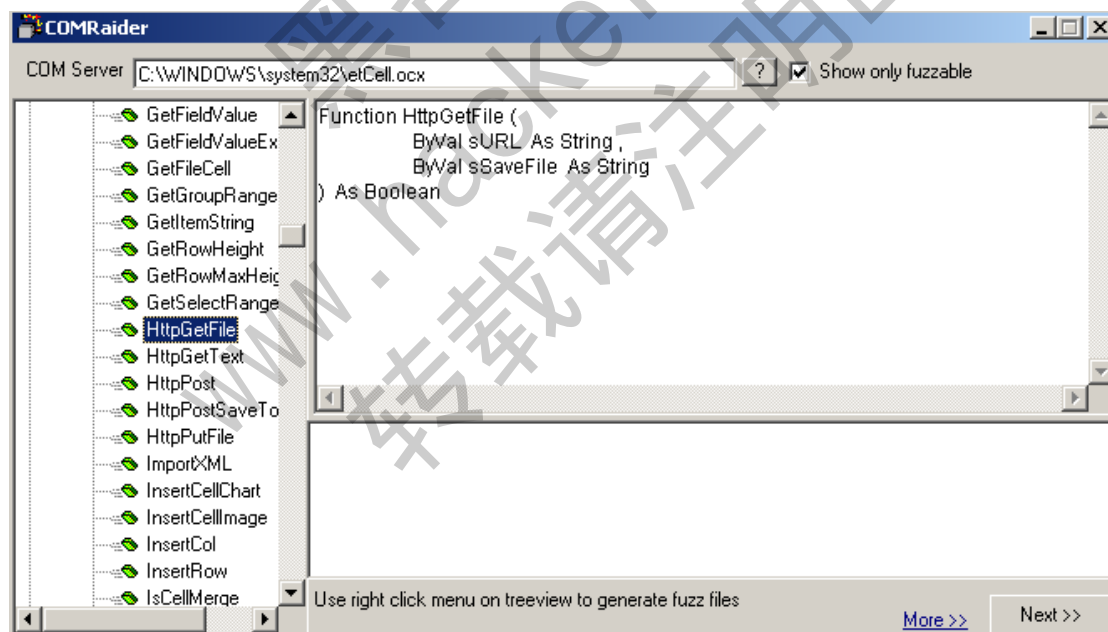 COMRaider
COM Server C:\WINDOWS\system32\etCell.ocx ? Show only fuzzable
GetFieldValue
GetFieldValueEx
GetFileCell
GetGroupRange
GetItemString
GetRowHeight
GetRowMaxHeig
GetSelectRange
HttpGetFile
HttpGetText
HttpPost
HttpPostSaveTo
HttpPutFile
ImportXML
InsertCellChart
InsertCellImage
InsertCol
InsertRow
IsCellMerge
Function HttpGetFile (
ByVal sURL As String ,
ByVal sSaveFile As String
) As Boolean
Use right click menu on treeview to generate fuzz files
More >>
Next >>
www.hacke
转载请注明
黑